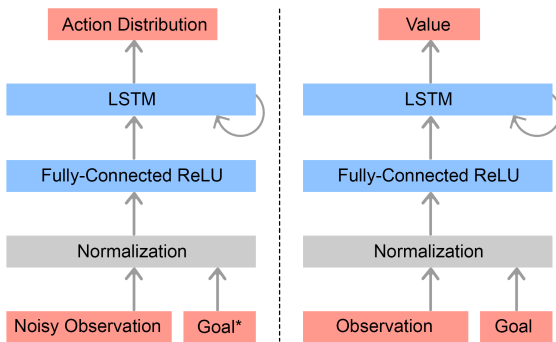 Action Distribution
LSTM
Fully-Connected ReLU
Normalization
Noisy Observation
Goal*
Value
LSTM
Fully-Connected ReLU
Normalization
Observation
Goal